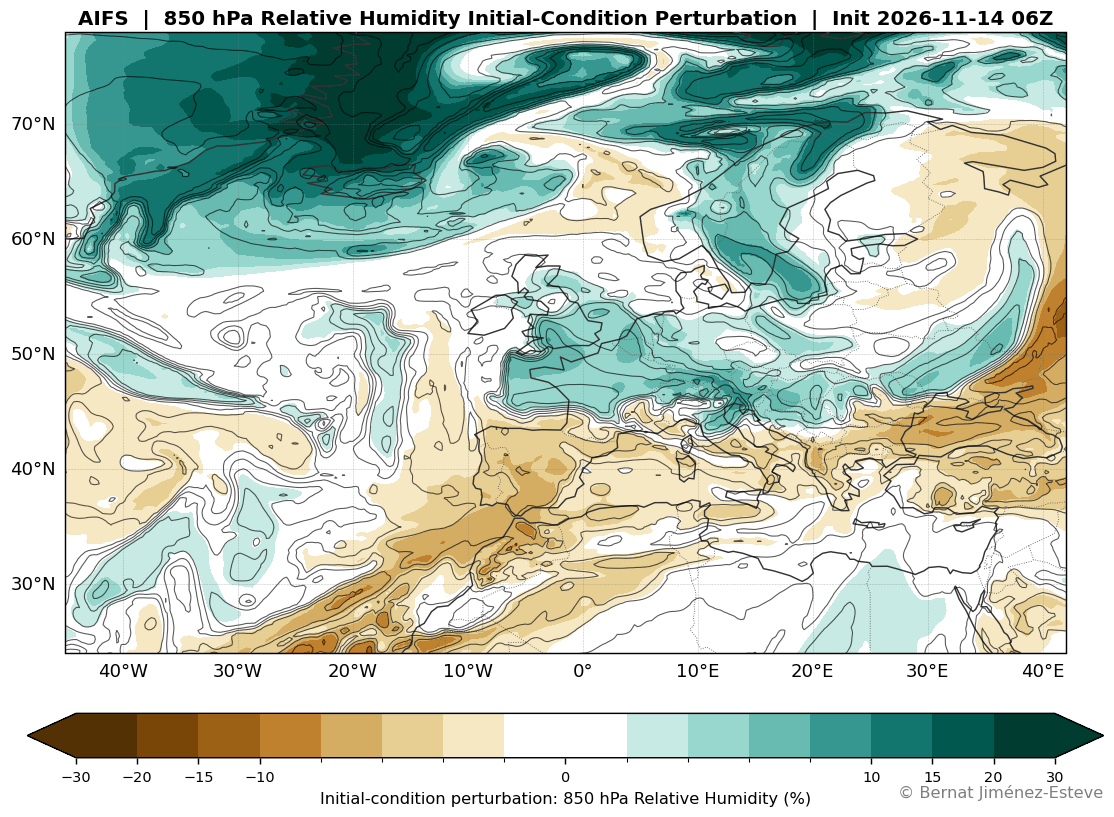 AIFS | 850 hPa Relative Humidity Initial-Condition Perturbation | Init 2026-11-14 06Z
70°N
60°N
50°N
40°N
30°N
40°W 30°W 20°W 10°W 0° 10°E 20°E 30°E 40°E
−30 −20 −15 −10 0 10 15 20 30
Initial-condition perturbation: 850 hPa Relative Humidity (%)
© Bernat Jiménez-Esteve